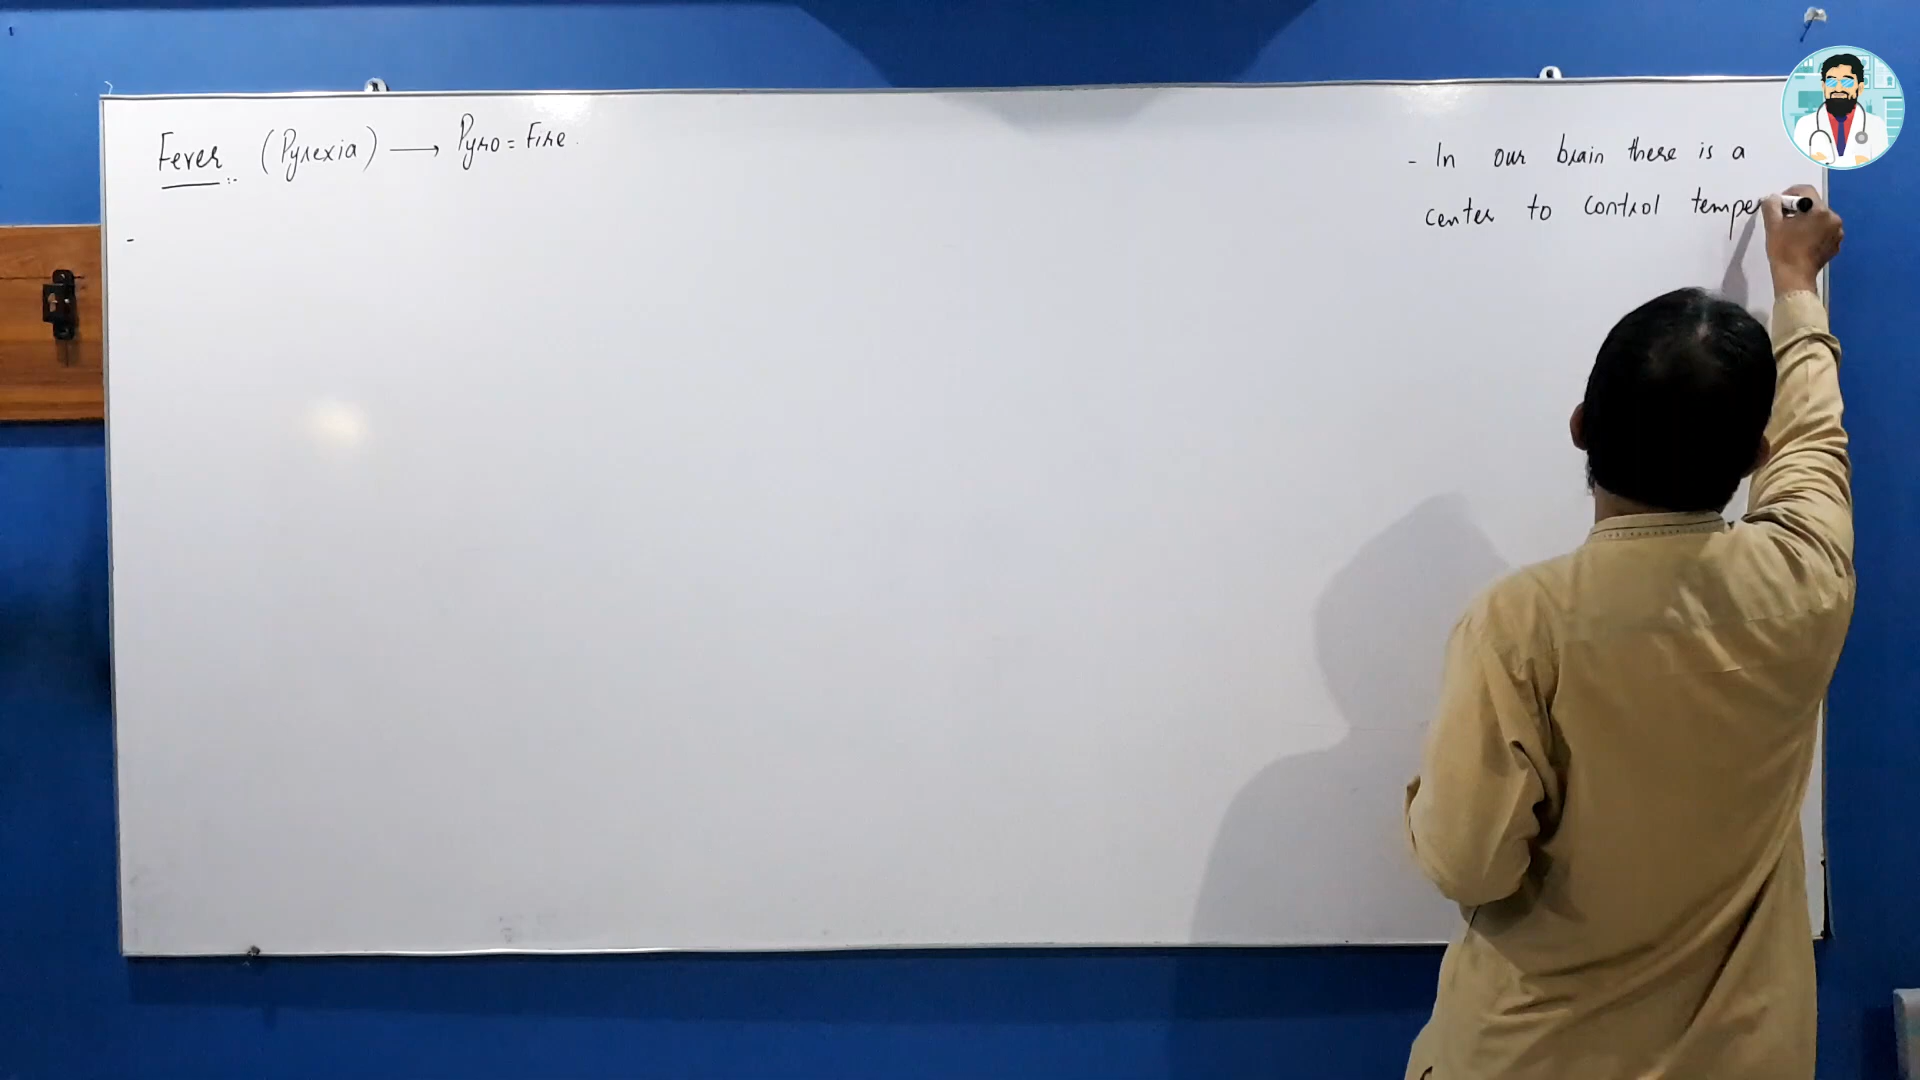 Fever :- (Pyrexia) → Pyro = Fire.
-
- In our brain there is a
center to control tempe